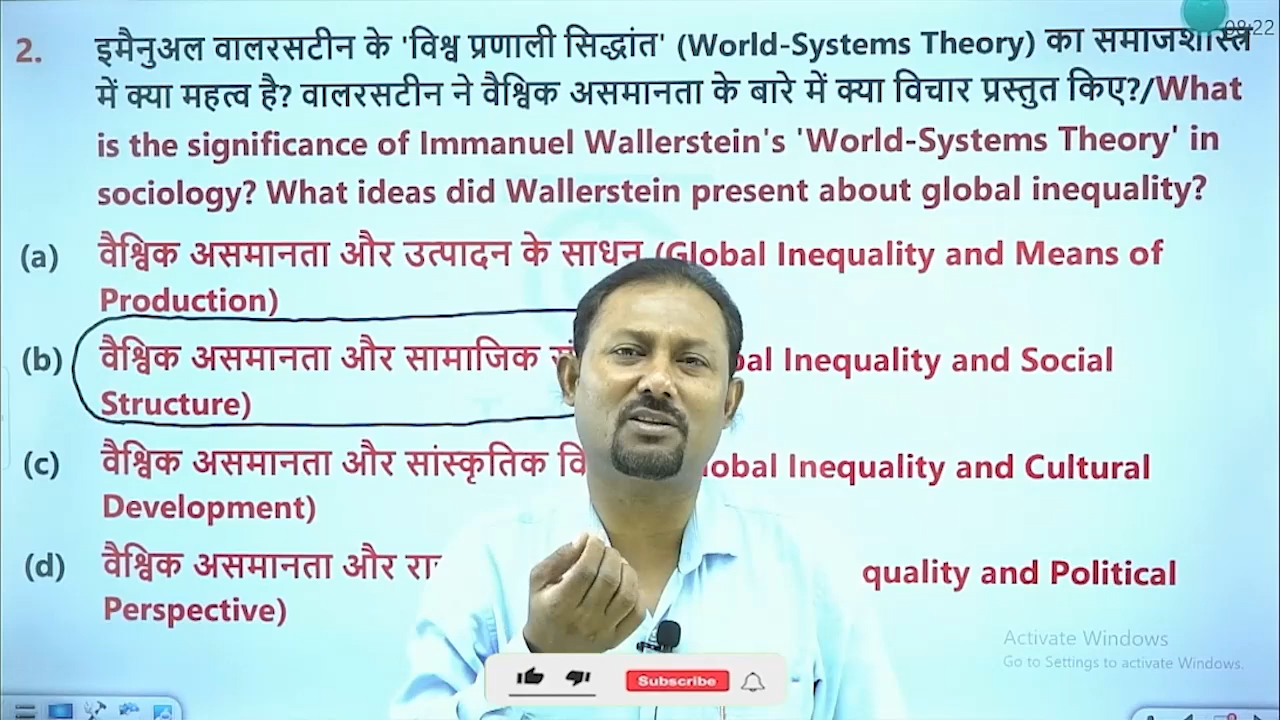 08:22
2. इमैनुअल वालरसटीन के 'विश्व प्रणाली सिद्धांत' (World-Systems Theory) का समाजशास्त्र
में क्या महत्व है? वालरसटीन ने वैश्विक असमानता के बारे में क्या विचार प्रस्तुत किए?/What
is the significance of Immanuel Wallerstein's 'World-Systems Theory' in
sociology? What ideas did Wallerstein present about global inequality?
(a) वैश्विक असमानता और उत्पादन के साधन (Global Inequality and Means of
Production)
(b) वैश्विक असमानता और सामाजिक Inequality and Social
Structure)
(c) वैश्विक असमानता और सांस्कृतिक Inequality and Cultural
Development)
(d) वैश्विक असमानता और and Political
Perspective)
Activate Windows
Go to Settings to activate Windows.
Subscribe